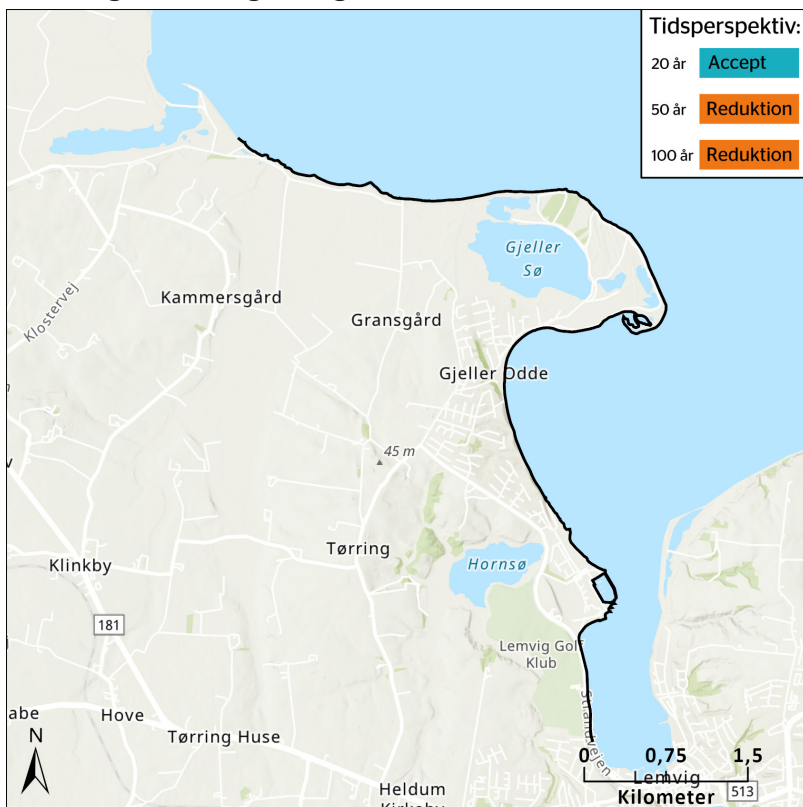 Tidsperspektiv:
20 år Accept
50 år Reduktion
100 år Reduktion
Gjeller
Sø
Klostervej
Kammersgård
Gransgård
Gjeller Odde
45 m
Tørring
Hornsø
Klinkby
181
Lemvig Golf
Klub
Strandvejen
Hove
Tørring Huse
N
0 0,75 1,5
Lemvig
Kilometer
513
Heldum